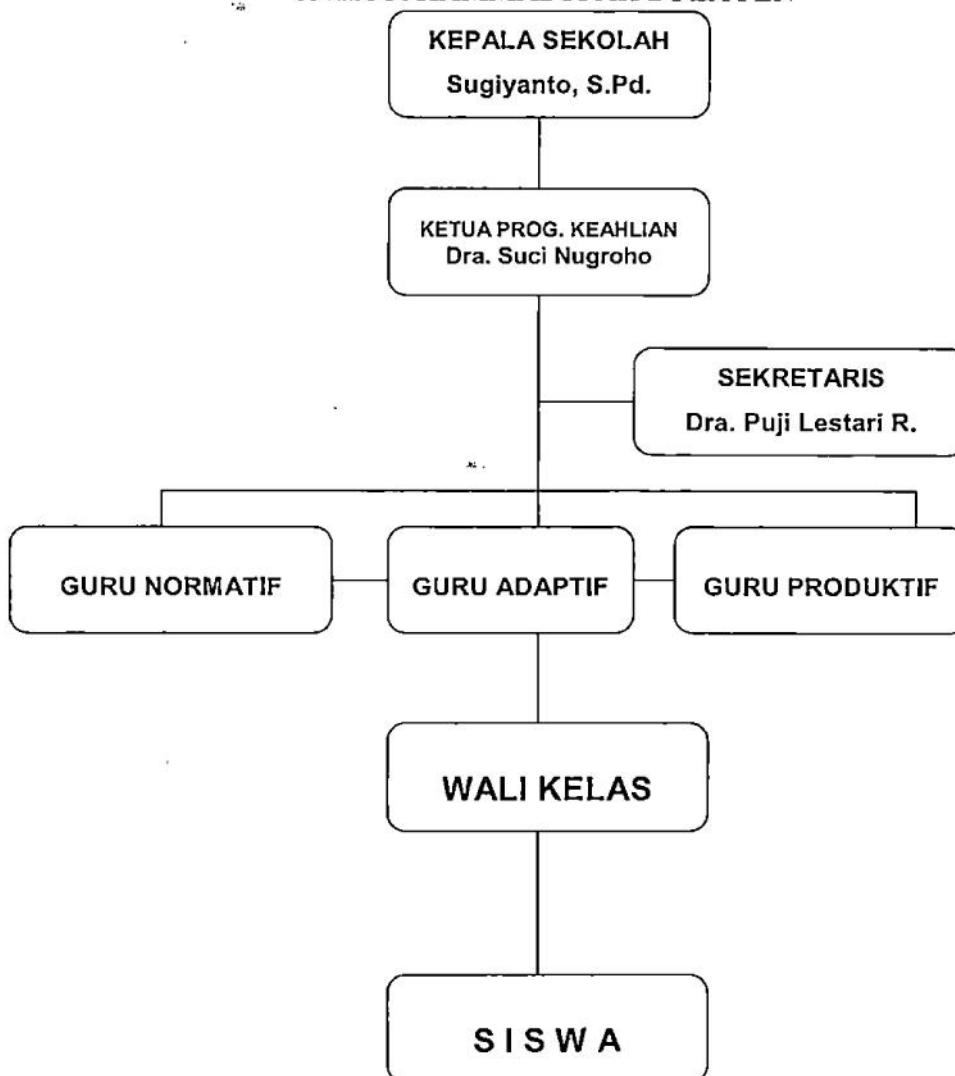 KEPALA SEKOLAH
Sugiyanto, S.Pd.
KETUA PROG. KEAHLIAN
Dra. Suci Nugroho
SEKRETARIS
Dra. Puji Lestari R.
GURU NORMATIF
GURU ADAPTIF
GURU PRODUKTIF
WALI KELAS
S I S W A